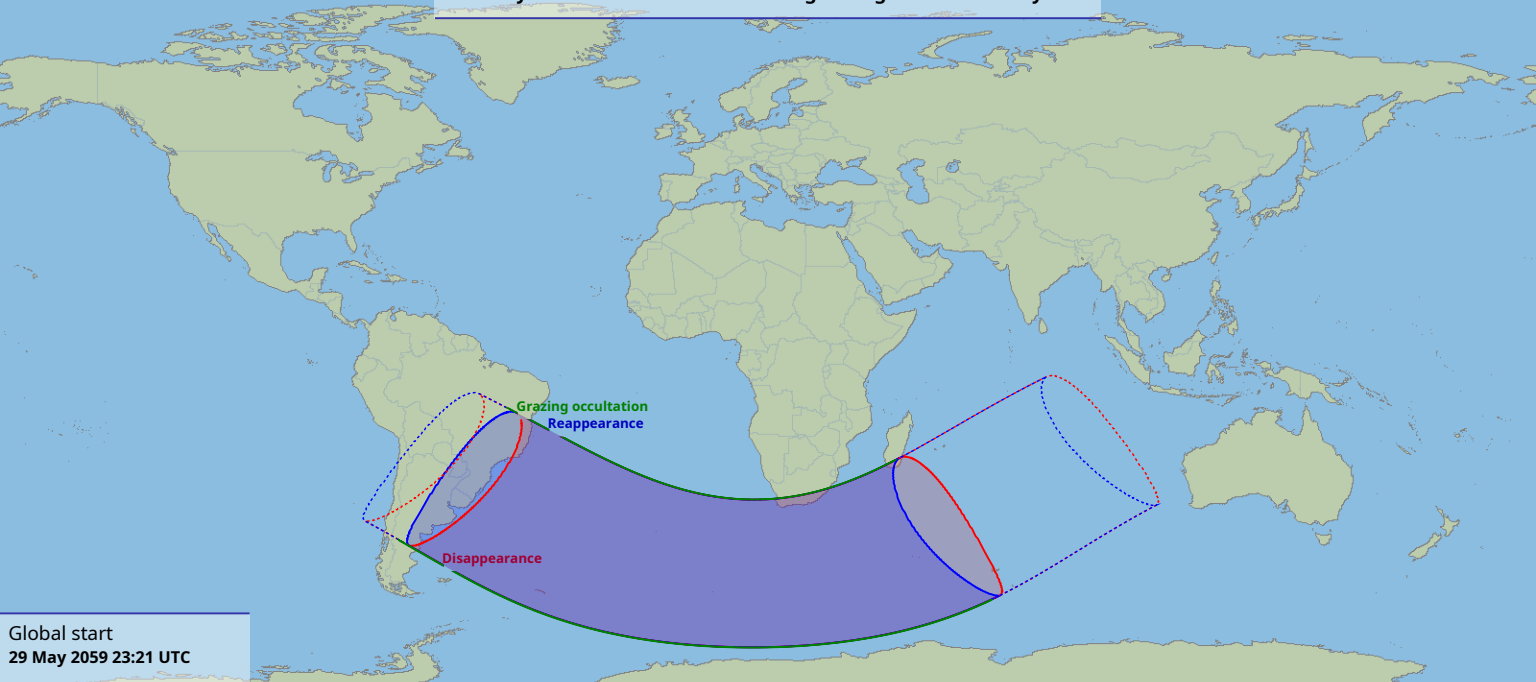 Grazing occultation
Reappearance
Disappearance
Global start
29 May 2059 23:21 UTC